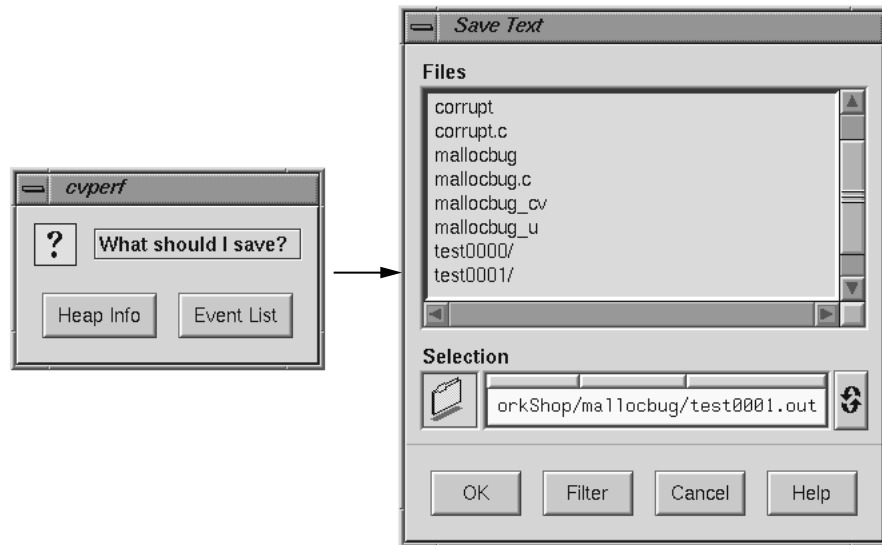 cvperf
?
What should I save?
Heap Info
Event List
Save Text
Files
corrupt
corrupt.c
mallocbug
mallocbug.c
mallocbug_cv
mallocbug_u
test0000/
test0001/
Selection
orkShop/mallocbug/test0001.out
OK
Filter
Cancel
Help